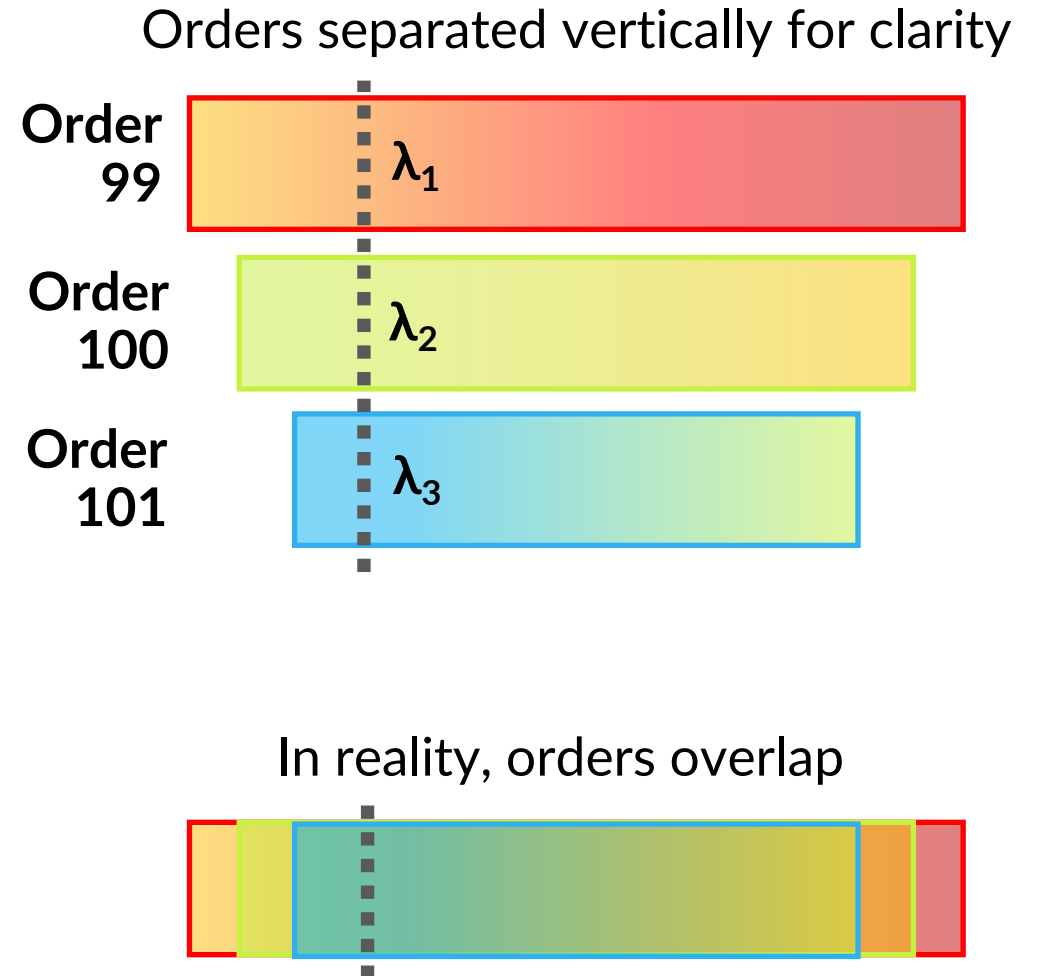 Orders separated vertically for clarity
Order
99
λ₁
Order
100
λ₂
Order
101
λ₃
In reality, orders overlap